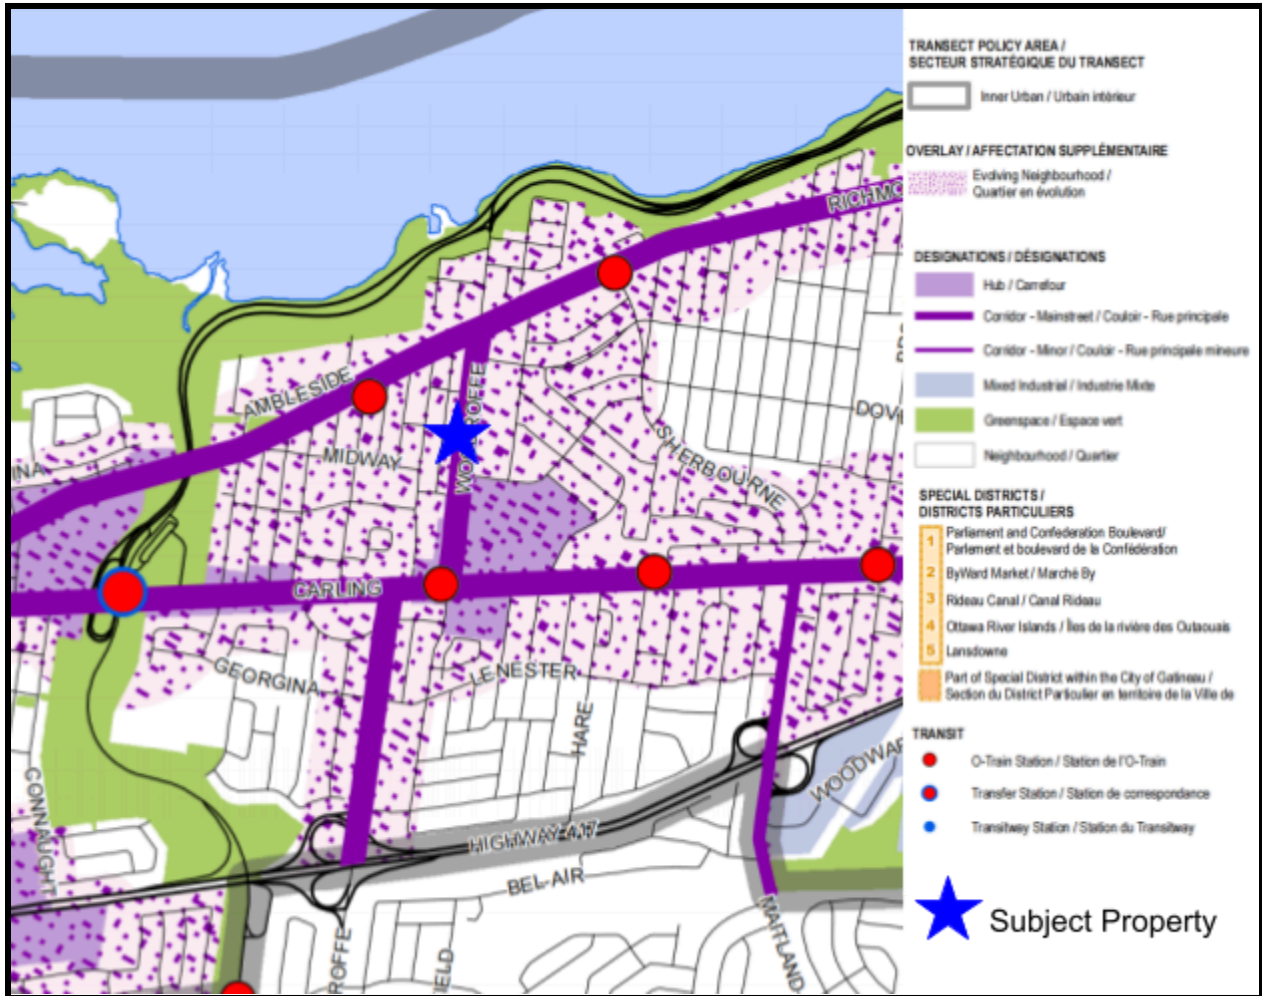 RICHMO
AMBLESIDE
WOODROFFE
MIDWAY
SHERBOURNE
DOV
INA
CARLING
GEORGINA
LENESTER
HARE
CONNAUGHT
HIGHWAY 417
WOODWAR
BEL-AIR
MAITLAND
ROFFE
FIELD
TRANSECT POLICY AREA /
SECTEUR STRATÉGIQUE DU TRANSECT
Inner Urban / Urbain intérieur
OVERLAY / AFFECTATION SUPPLÉMENTAIRE
Evolving Neighbourhood /
Quartier en évolution
DESIGNATIONS / DÉSIGNATIONS
Hub / Carrefour
Corridor - Mainstreet / Couloir - Rue principale
Corridor - Minor / Couloir - Rue principale mineure
Mixed Industrial / Industrie Mixte
Greenspace / Espace vert
Neighbourhood / Quartier
SPECIAL DISTRICTS /
DISTRICTS PARTICULIERS
1 Parliament and Confederation Boulevard/
Parlement et boulevard de la Confédération
2 ByWard Market / Marché By
3 Rideau Canal / Canal Rideau
4 Ottawa River Islands / Îles de la rivière des Outaouais
5 Lansdowne
Part of Special District within the City of Gatineau /
Section du District Particulier en territoire de la Ville de
TRANSIT
O-Train Station / Station de l'O-Train
Transfer Station / Station de correspondance
Transitway Station / Station du Transitway
Subject Property